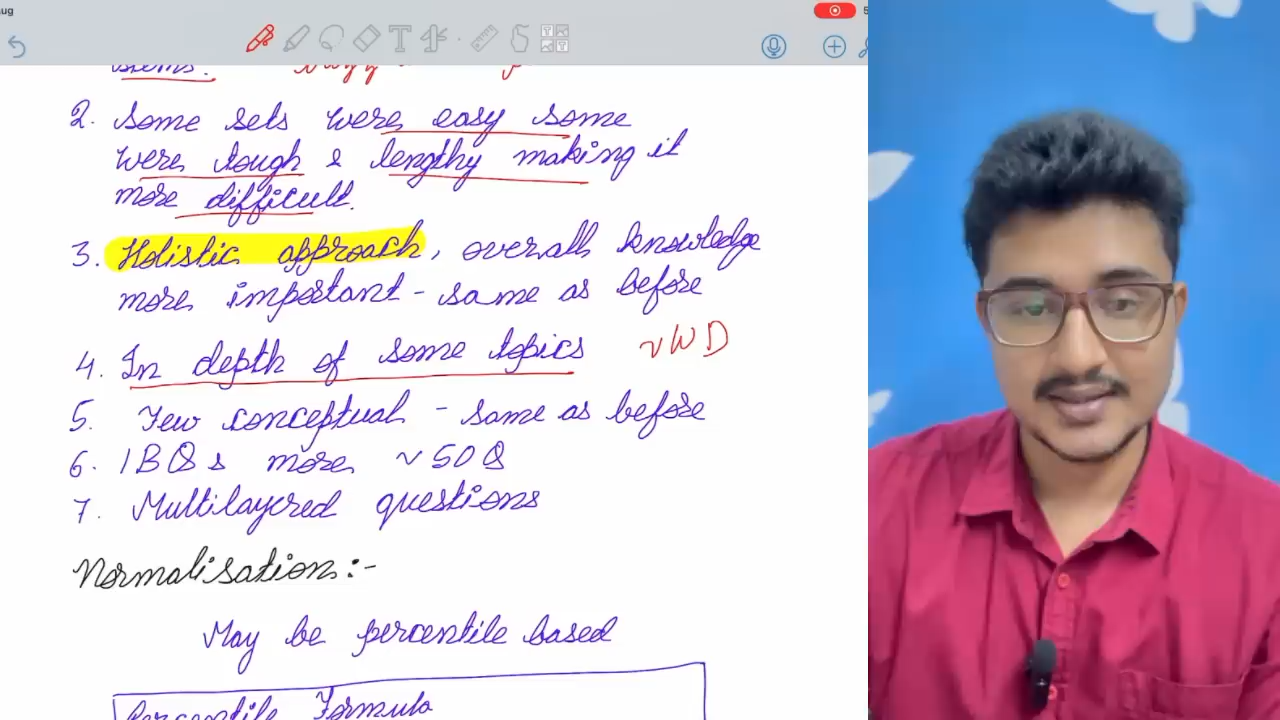 ug
2. Some sets were easy some
were tough & lengthy making it
more difficult.
3. Holistic approach, overall knowledge
more important - same as before
4. In depth of some topics vWD
5. Few conceptual - same as before
6. IBQs more ~50Q
7. Multilayered questions
Normalisation:-
May be percentile based
Percentile Formula